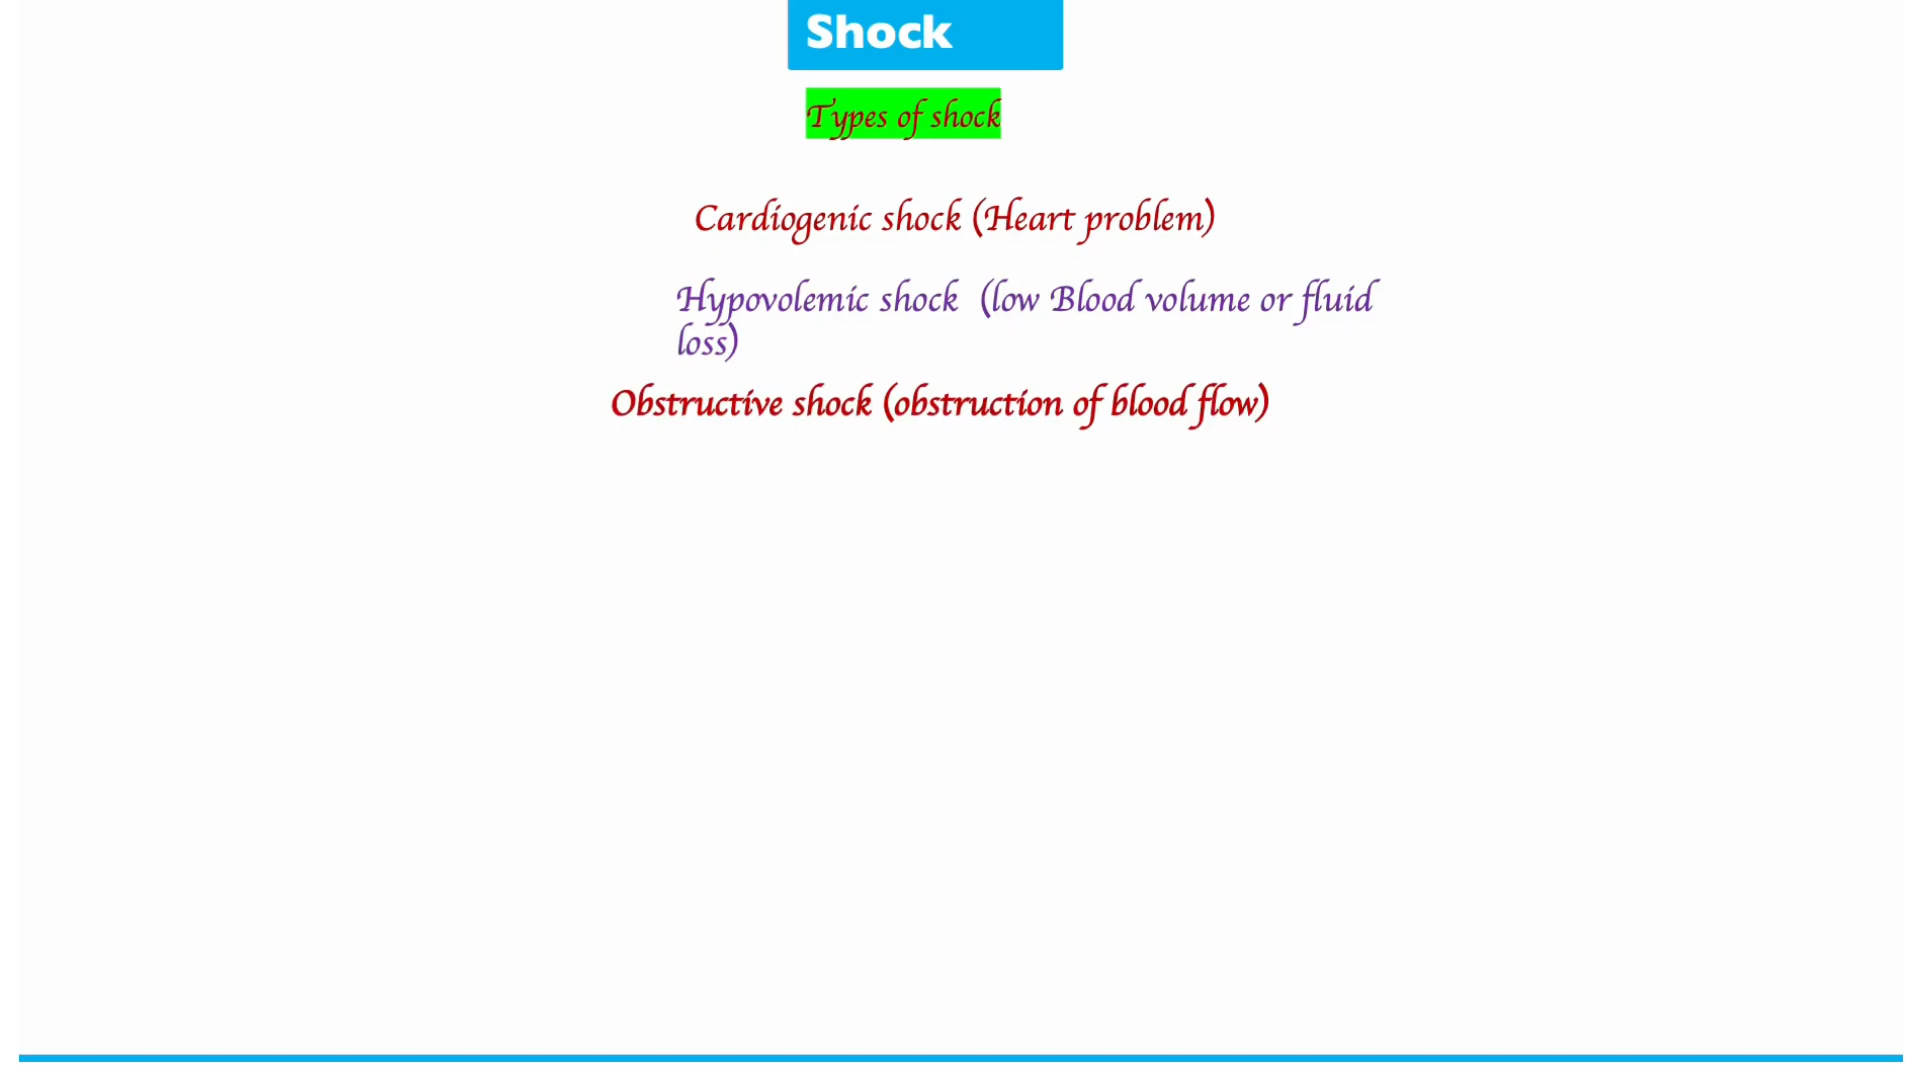 Shock
Types of shock
Cardiogenic shock (Heart problem)
Hypovolemic shock (low Blood volume or fluid
loss)
Obstructive shock (obstruction of blood flow)